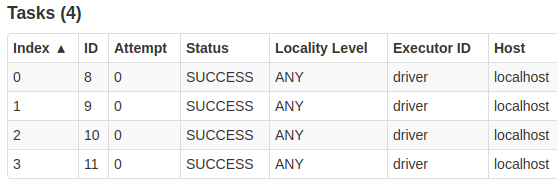 Tasks (4)
Index ▲ ID Attempt Status Locality Level Executor ID Host
0 8 0 SUCCESS ANY driver localhost
1 9 0 SUCCESS ANY driver localhost
2 10 0 SUCCESS ANY driver localhost
3 11 0 SUCCESS ANY driver localhost